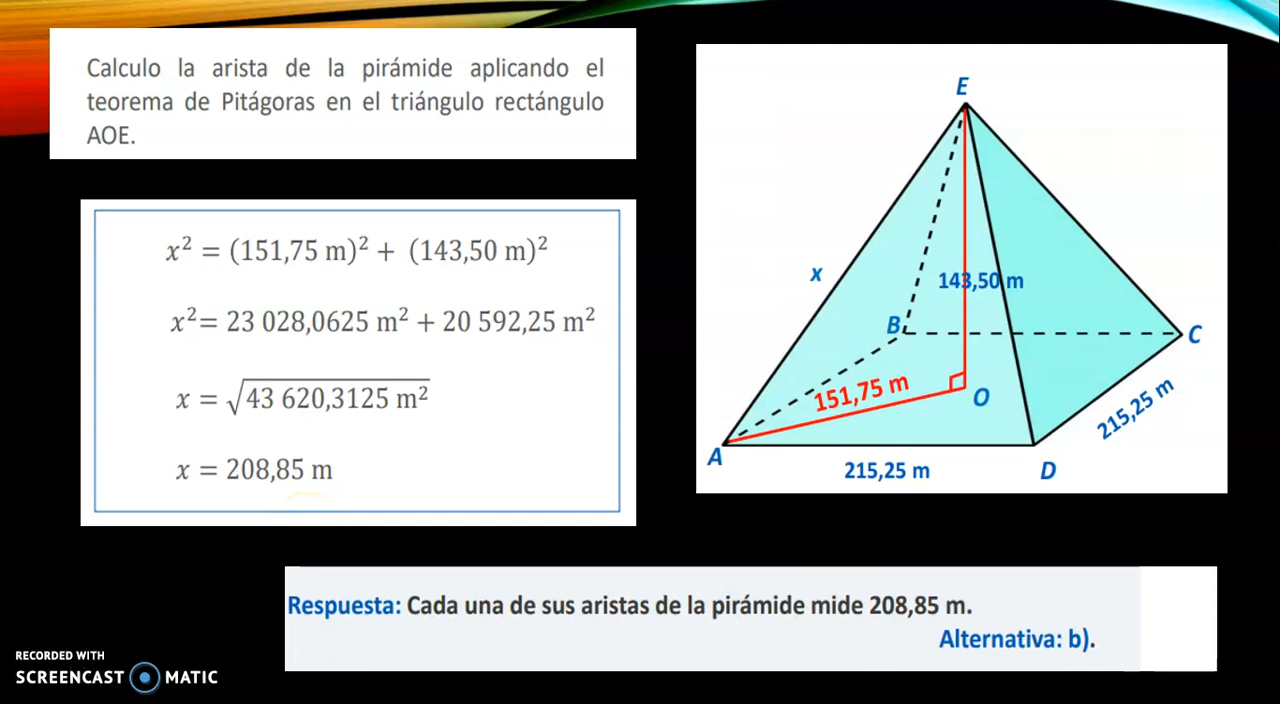 Calculo la arista de la pirámide aplicando el
teorema de Pitágoras en el triángulo rectángulo
AOE.
x² = (151,75 m)² + (143,50 m)²
x²= 23 028,0625 m² + 20 592,25 m²
x = √43 620,3125 m²
x = 208,85 m
E
x
143,50 m
B
C
151,75 m
O
215,25 m
A
215,25 m
D
Respuesta: Cada una de sus aristas de la pirámide mide 208,85 m.
Alternativa: b).
RECORDED WITH
SCREENCAST MATIC